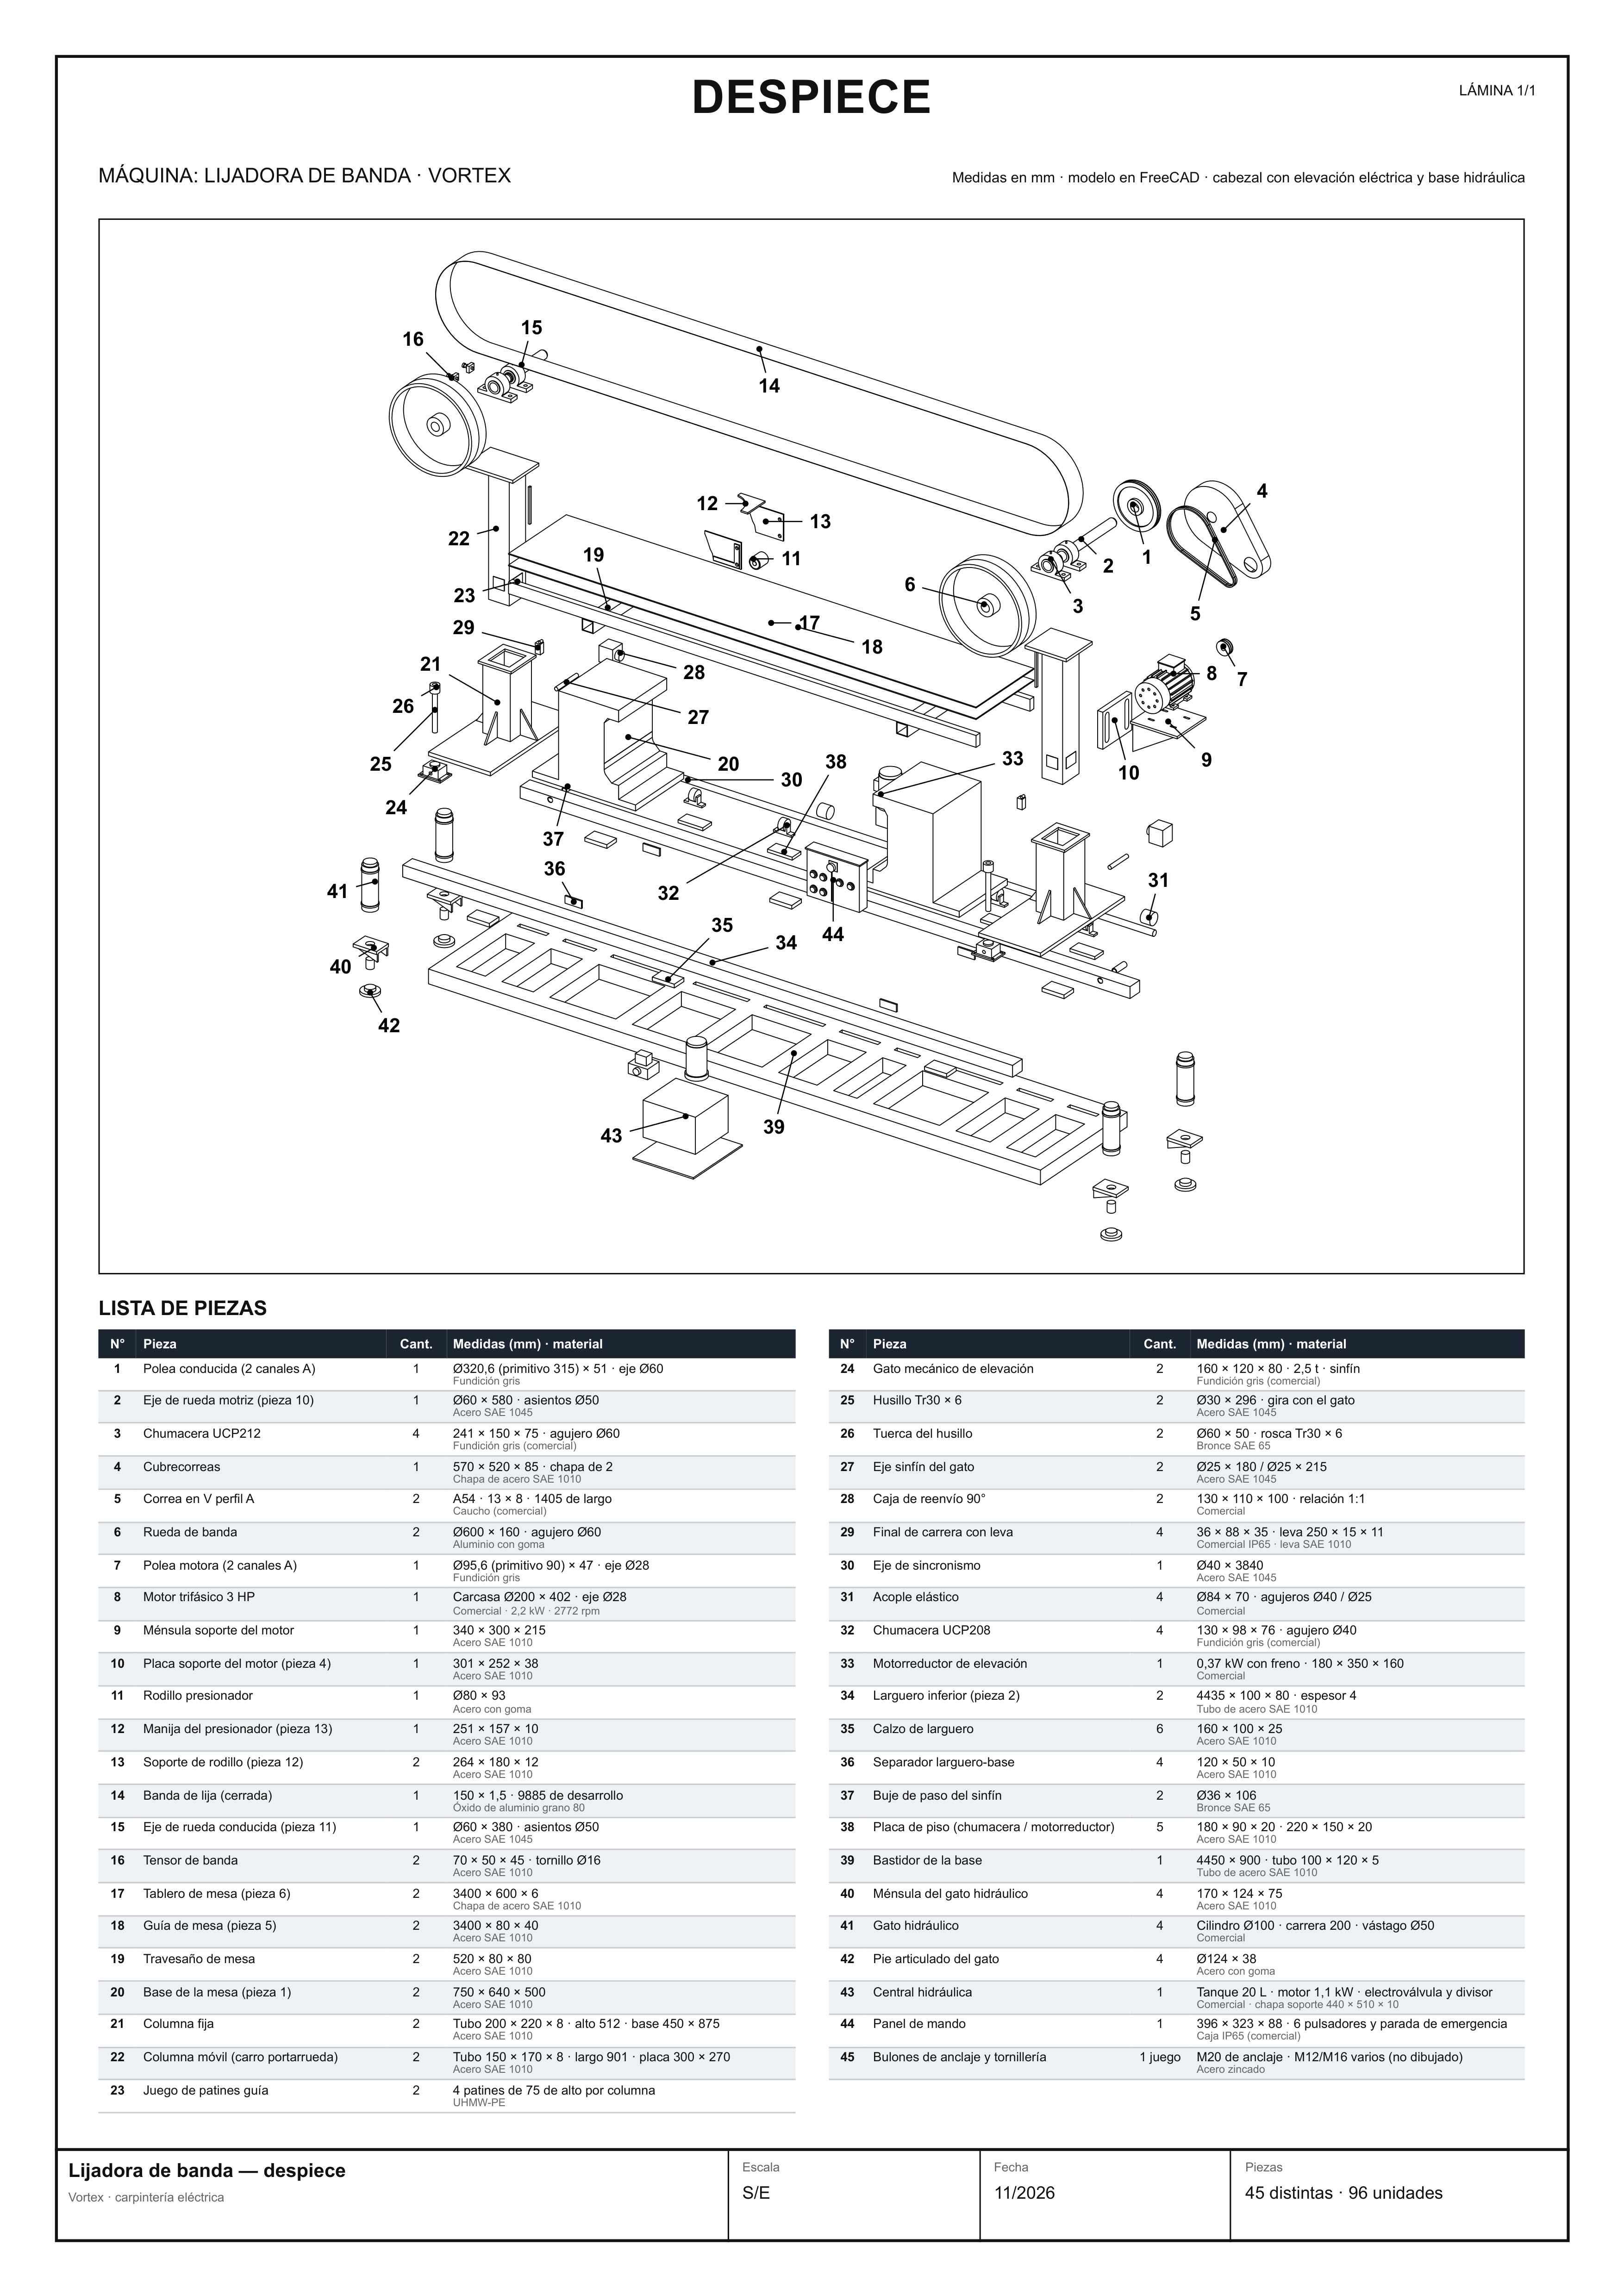 DESPIECE
LÁMINA 1/1
MÁQUINA: LIJADORA DE BANDA · VORTEX
Medidas en mm · modelo en FreeCAD · cabezal con elevación eléctrica y base hidráulica
15
16
14
12
13
4
22
19
11
1
2
6
3
5
23
17
29
18
21
28
8
7
26
27
33
9
25
20
38
10
30
24
37
36
31
41
32
35
44
34
40
42
39
43
LISTA DE PIEZAS
N° Pieza Cant. Medidas (mm) · material
1 Polea conducida (2 canales A) 1 Ø320,6 (primitivo 315) × 51 · eje Ø60
Fundición gris
2 Eje de rueda motriz (pieza 10) 1 Ø60 × 580 · asientos Ø50
Acero SAE 1045
3 Chumacera UCP212 4 241 × 150 × 75 · agujero Ø60
Fundición gris (comercial)
4 Cubrecorreas 1 570 × 520 × 85 · chapa de 2
Chapa de acero SAE 1010
5 Correa en V perfil A 2 A54 · 13 × 8 · 1405 de largo
Caucho (comercial)
6 Rueda de banda 2 Ø600 × 160 · agujero Ø60
Aluminio con goma
7 Polea motora (2 canales A) 1 Ø95,6 (primitivo 90) × 47 · eje Ø28
Fundición gris
8 Motor trifásico 3 HP 1 Carcasa Ø200 × 402 · eje Ø28
Comercial · 2,2 kW · 2772 rpm
9 Ménsula soporte del motor 1 340 × 300 × 215
Acero SAE 1010
10 Placa soporte del motor (pieza 4) 1 301 × 252 × 38
Acero SAE 1010
11 Rodillo presionador 1 Ø80 × 93
Acero con goma
12 Manija del presionador (pieza 13) 1 251 × 157 × 10
Acero SAE 1010
13 Soporte de rodillo (pieza 12) 2 264 × 180 × 12
Acero SAE 1010
14 Banda de lija (cerrada) 1 150 × 1,5 · 9885 de desarrollo
Óxido de aluminio grano 80
15 Eje de rueda conducida (pieza 11) 1 Ø60 × 380 · asientos Ø50
Acero SAE 1045
16 Tensor de banda 2 70 × 50 × 45 · tornillo Ø16
Acero SAE 1010
17 Tablero de mesa (pieza 6) 2 3400 × 600 × 6
Chapa de acero SAE 1010
18 Guía de mesa (pieza 5) 2 3400 × 80 × 40
Acero SAE 1010
19 Travesaño de mesa 2 520 × 80 × 80
Acero SAE 1010
20 Base de la mesa (pieza 1) 2 750 × 640 × 500
Acero SAE 1010
21 Columna fija 2 Tubo 200 × 220 × 8 · alto 512 · base 450 × 875
Acero SAE 1010
22 Columna móvil (carro portarrueda) 2 Tubo 150 × 170 × 8 · largo 901 · placa 300 × 270
Acero SAE 1010
23 Juego de patines guía 2 4 patines de 75 de alto por columna
UHMW-PE
N° Pieza Cant. Medidas (mm) · material
24 Gato mecánico de elevación 2 160 × 120 × 80 · 2,5 t · sinfín
Fundición gris (comercial)
25 Husillo Tr30 × 6 2 Ø30 × 296 · gira con el gato
Acero SAE 1045
26 Tuerca del husillo 2 Ø60 × 50 · rosca Tr30 × 6
Bronce SAE 65
27 Eje sinfín del gato 2 Ø25 × 180 / Ø25 × 215
Acero SAE 1045
28 Caja de reenvío 90° 2 130 × 110 × 100 · relación 1:1
Comercial
29 Final de carrera con leva 4 36 × 88 × 35 · leva 250 × 15 × 11
Comercial IP65 · leva SAE 1010
30 Eje de sincronismo 1 Ø40 × 3840
Acero SAE 1045
31 Acople elástico 4 Ø84 × 70 · agujeros Ø40 / Ø25
Comercial
32 Chumacera UCP208 4 130 × 98 × 76 · agujero Ø40
Fundición gris (comercial)
33 Motorreductor de elevación 1 0,37 kW con freno · 180 × 350 × 160
Comercial
34 Larguero inferior (pieza 2) 2 4435 × 100 × 80 · espesor 4
Tubo de acero SAE 1010
35 Calzo de larguero 6 160 × 100 × 25
Acero SAE 1010
36 Separador larguero-base 4 120 × 50 × 10
Acero SAE 1010
37 Buje de paso del sinfín 2 Ø36 × 106
Bronce SAE 65
38 Placa de piso (chumacera / motorreductor) 5 180 × 90 × 20 · 220 × 150 × 20
Acero SAE 1010
39 Bastidor de la base 1 4450 × 900 · tubo 100 × 120 × 5
Tubo de acero SAE 1010
40 Ménsula del gato hidráulico 4 170 × 124 × 75
Acero SAE 1010
41 Gato hidráulico 4 Cilindro Ø100 · carrera 200 · vástago Ø50
Comercial
42 Pie articulado del gato 4 Ø124 × 38
Acero con goma
43 Central hidráulica 1 Tanque 20 L · motor 1,1 kW · electroválvula y divisor
Comercial · chapa soporte 440 × 510 × 10
44 Panel de mando 1 396 × 323 × 88 · 6 pulsadores y parada de emergencia
Caja IP65 (comercial)
45 Bulones de anclaje y tornillería 1 juego M20 de anclaje · M12/M16 varios (no dibujado)
Acero zincado
Lijadora de banda — despiece
Vortex · carpintería eléctrica
Escala
S/E
Fecha
11/2026
Piezas
45 distintas · 96 unidades